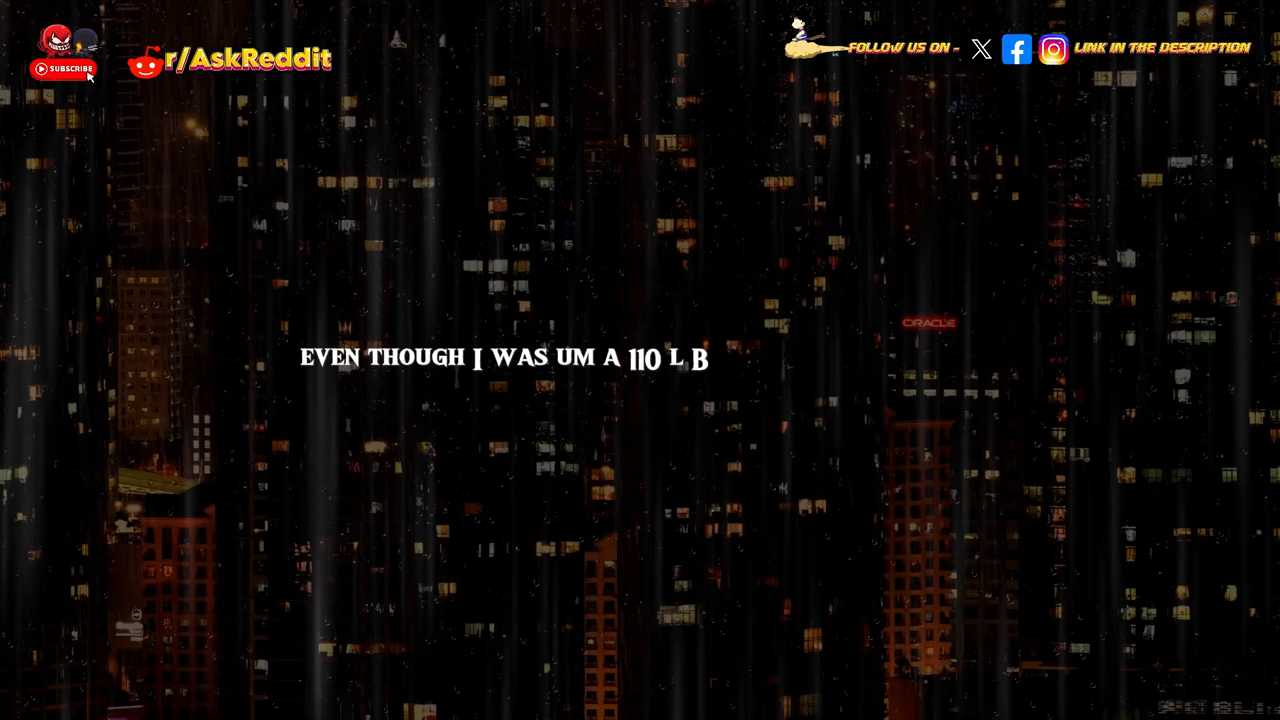 SUBSCRIBE
r/AskReddit
FOLLOW US ON -
LINK IN THE DESCRIPTION
ORACLE
EVEN THOUGH I WAS UM A 110 L B